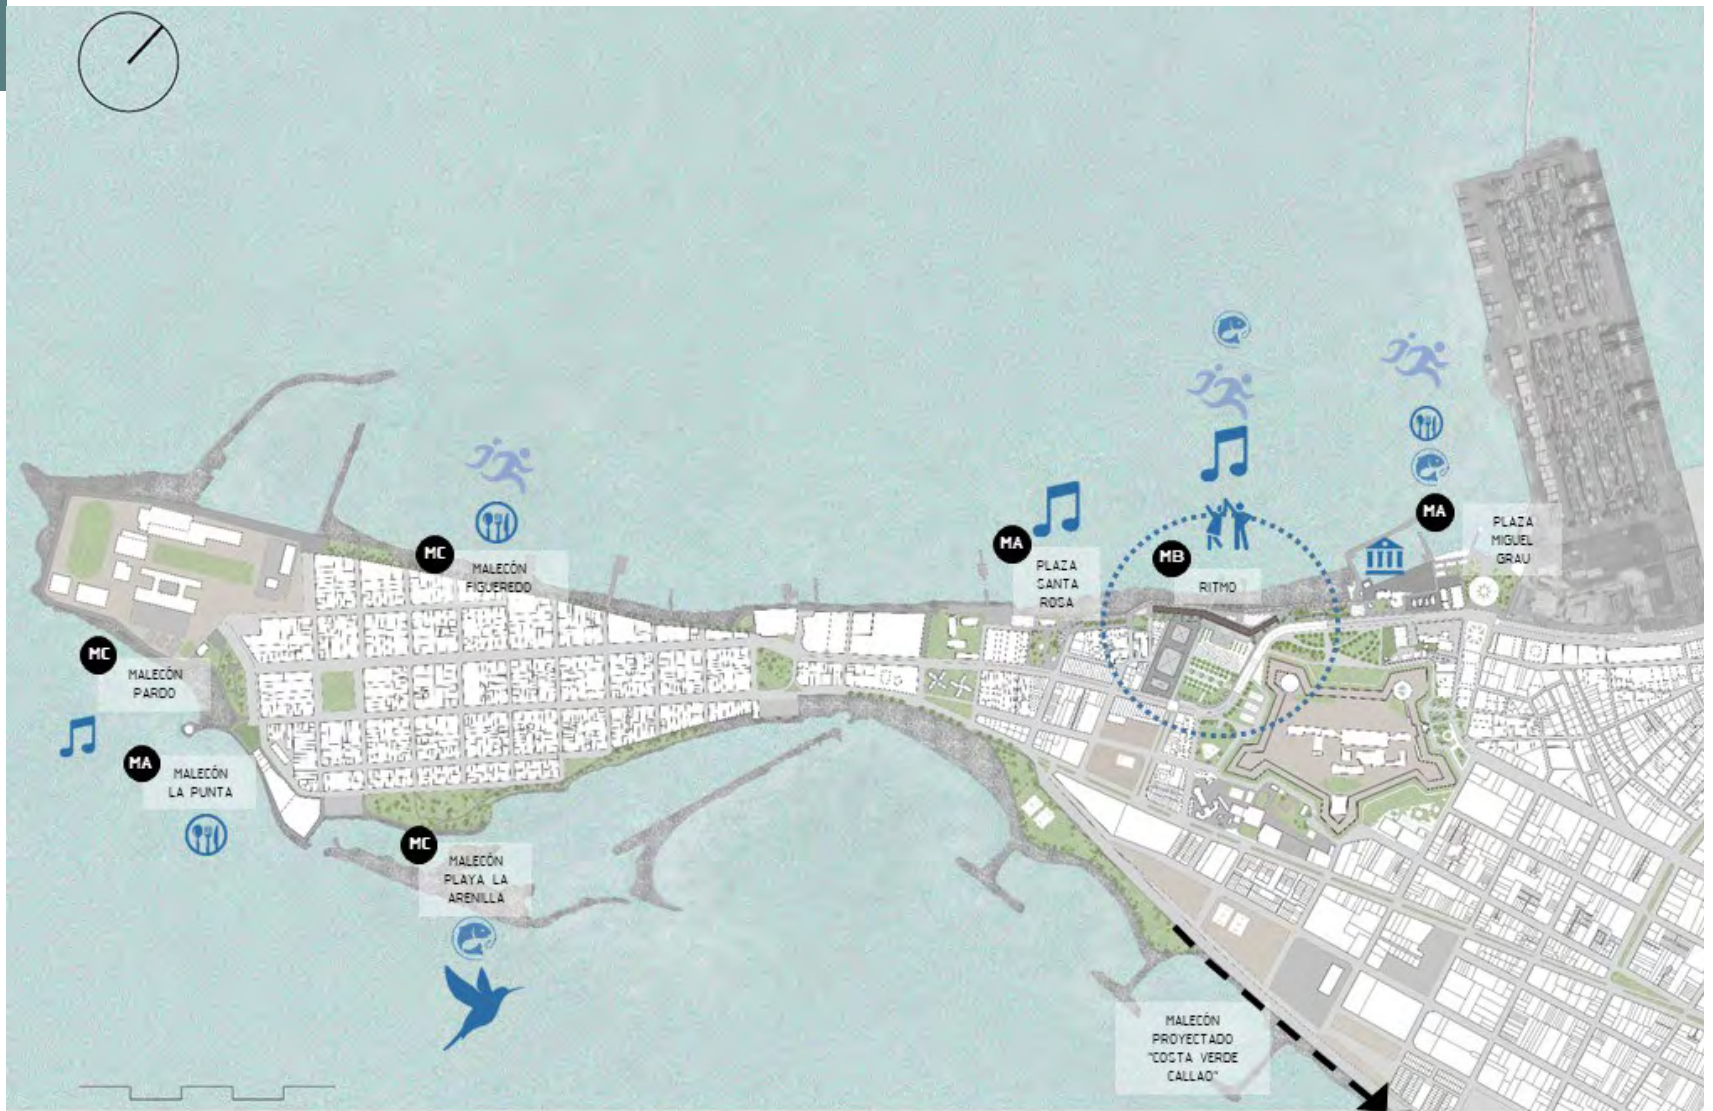 MC
MALECÓN
FIGUEREDO
MA
PLAZA
SANTA
ROSA
MB
RITMO
MA
PLAZA
MIGUEL
GRAU
MC
MALECÓN
PARDO
MA
MALECÓN
LA PUNTA
MC
MALECÓN
PLAYA LA
ARENILLA
MALECÓN
PROYECTADO
"COSTA VERDE
CALLAO"